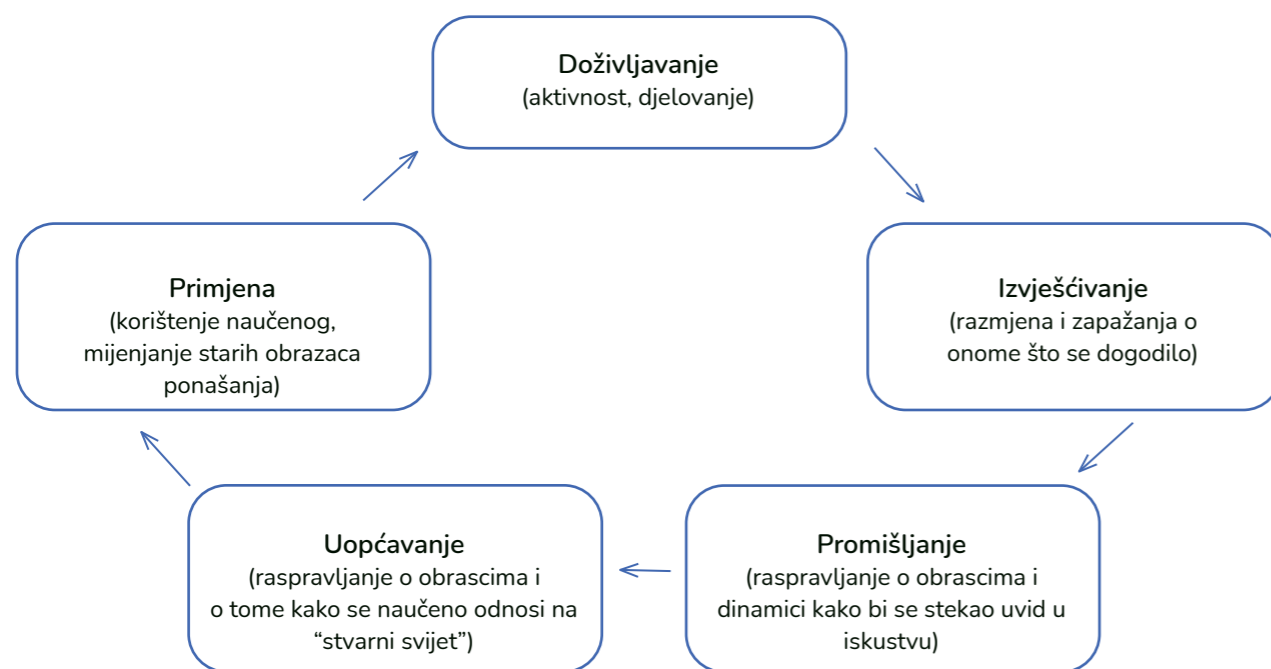 Doživljavanje
(aktivnost, djelovanje)
Izvješćivanje
(razmjena i zapažanja o
onome što se dogodilo)
Promišljanje
(raspravljanje o obrascima i
dinamici kako bi se stekao uvid u
iskustvu)
Uopćavanje
(raspravljanje o obrascima i
o tome kako se naučeno odnosi na
“stvarni svijet”)
Primjena
(korištenje naučenog,
mijenjanje starih obrazaca
ponašanja)